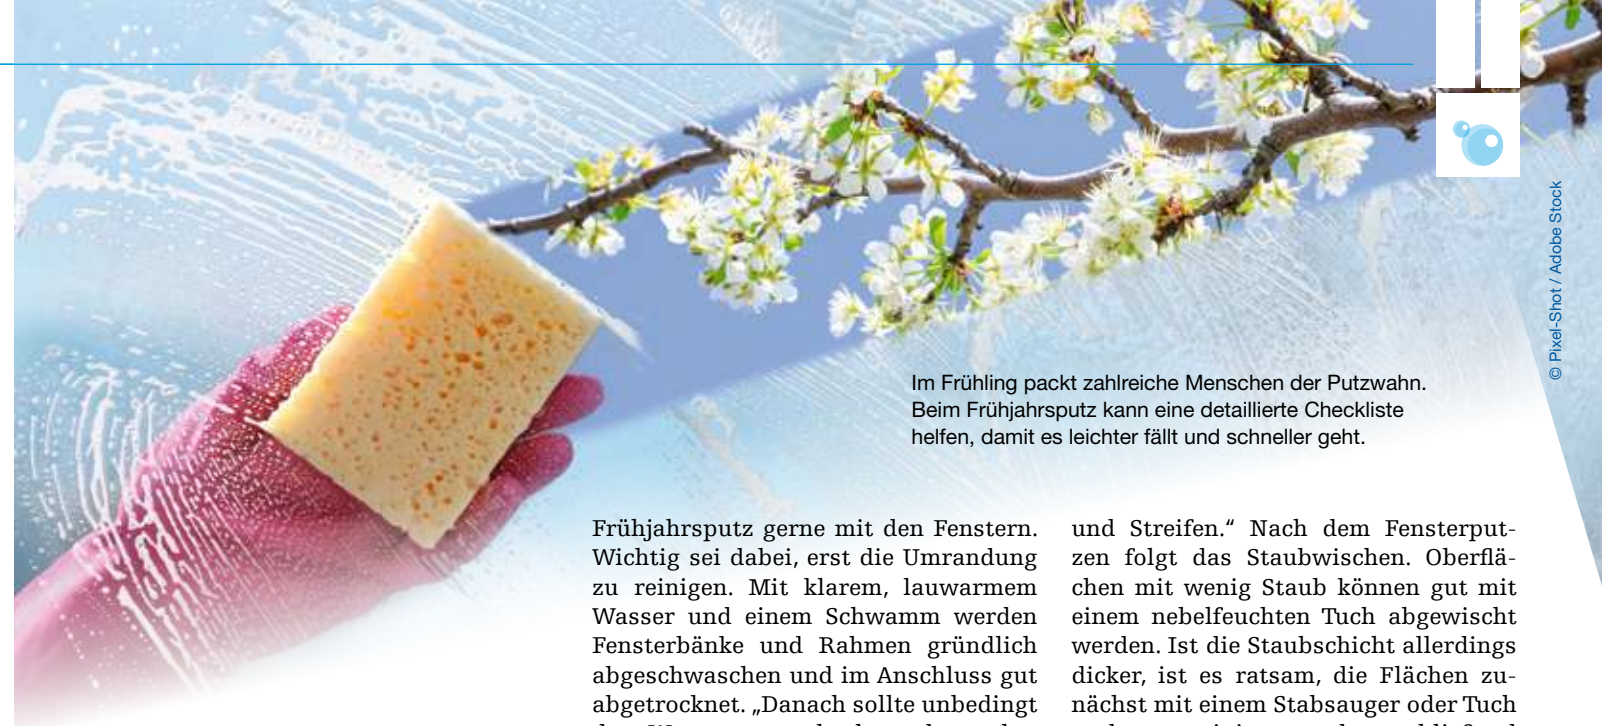 © Pixel-Shot / Adobe Stock
Im Frühling packt zahlreiche Menschen der Putzwahn.
Beim Frühjahrsputz kann eine detaillierte Checkliste
helfen, damit es leichter fällt und schneller geht.
Frühjahrsputz gerne mit den Fenstern.
Wichtig sei dabei, erst die Umrandung
zu reinigen. Mit klarem, lauwarmem
Wasser und einem Schwamm werden
Fensterbänke und Rahmen gründlich
abgeschwaschen und im Anschluss gut
abgetrocknet. „Danach sollte unbedingt
und Streifen.“ Nach dem Fensterput-
zen folgt das Staubwischen. Oberflä-
chen mit wenig Staub können gut mit
einem nebelfeuchten Tuch abgewischt
werden. Ist die Staubschicht allerdings
dicker, ist es ratsam, die Flächen zu-
nächst mit einem Stabsauger oder Tuch